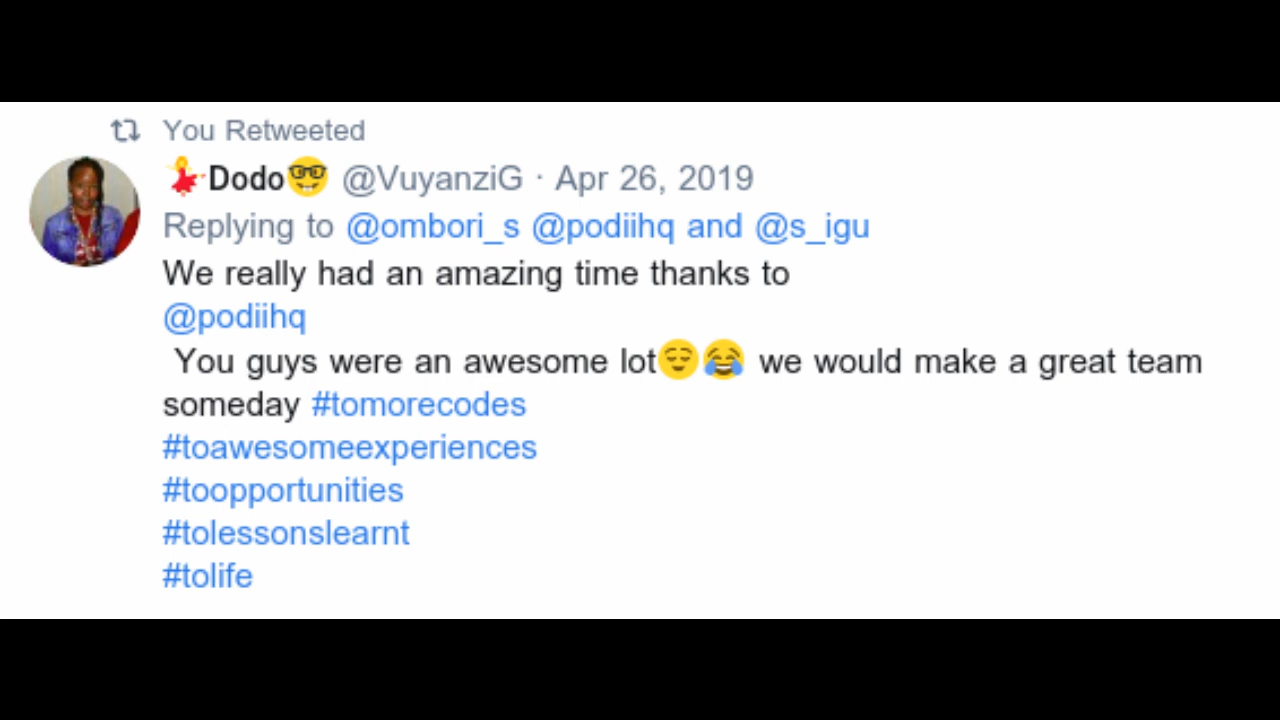 You Retweeted
💃Dodo🤓 @VuyanziG · Apr 26, 2019
Replying to @ombori_s @podiihq and @s_igu
We really had an amazing time thanks to
@podiihq
You guys were an awesome lot😌😂 we would make a great team
someday #tomorecodes
#toawesomeexperiences
#toopportunities
#tolessonslearnt
#tolife